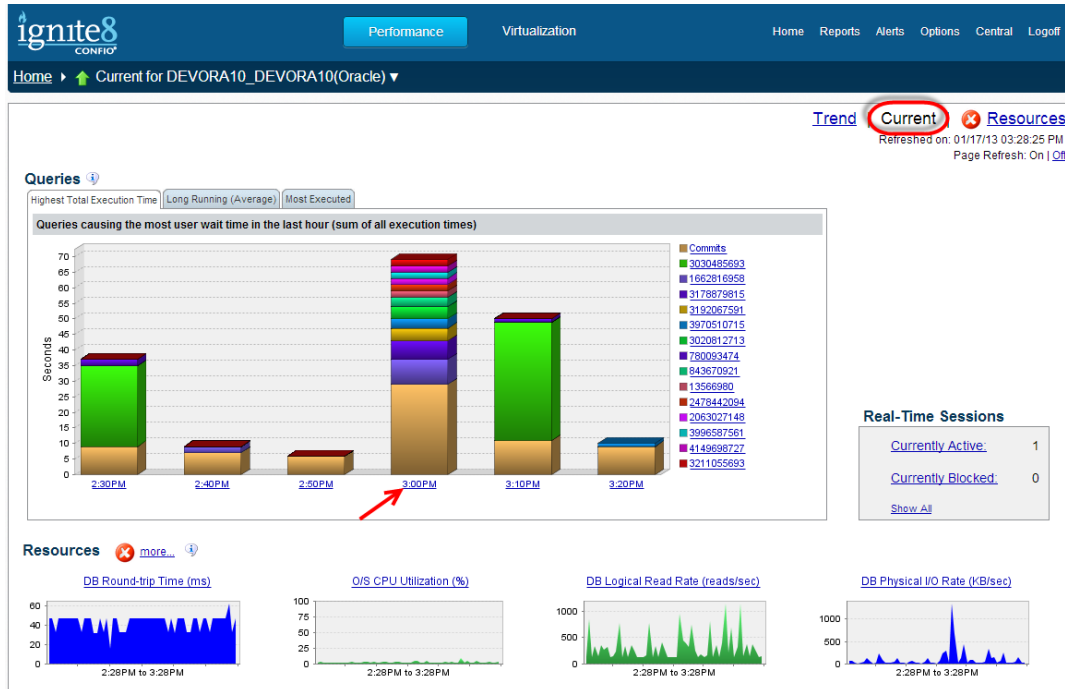 ignite8
CONFIO
Performance
Virtualization
Home Reports Alerts Options Central Logoff
Home Current for DEVORA10_DEVORA10(Oracle)
Trend | Current | Resources
Refreshed on: 01/17/13 03:28:25 PM
Page Refresh: On | Off
Queries
Highest Total Execution Time
Long Running (Average)
Most Executed
Queries causing the most user wait time in the last hour (sum of all execution times)
Seconds
70
65
60
55
50
45
40
35
30
25
20
15
10
5
0
2:30PM 2:40PM 2:50PM 3:00PM 3:10PM 3:20PM
Commits
3030485693
1662816958
3178879815
3192067591
3970510715
3020812713
780093474
843670921
13566980
2478442094
2063027148
3996587561
4149698727
3211055693
Real-Time Sessions
Currently Active: 1
Currently Blocked: 0
Show All
Resources more...
DB Round-trip Time (ms)
60
40
20
0
2:28PM to 3:28PM
O/S CPU Utilization (%)
100
75
50
25
0
2:28PM to 3:28PM
DB Logical Read Rate (reads/sec)
1000
500
0
2:28PM to 3:28PM
DB Physical I/O Rate (KB/sec)
1000
500
0
2:28PM to 3:28PM